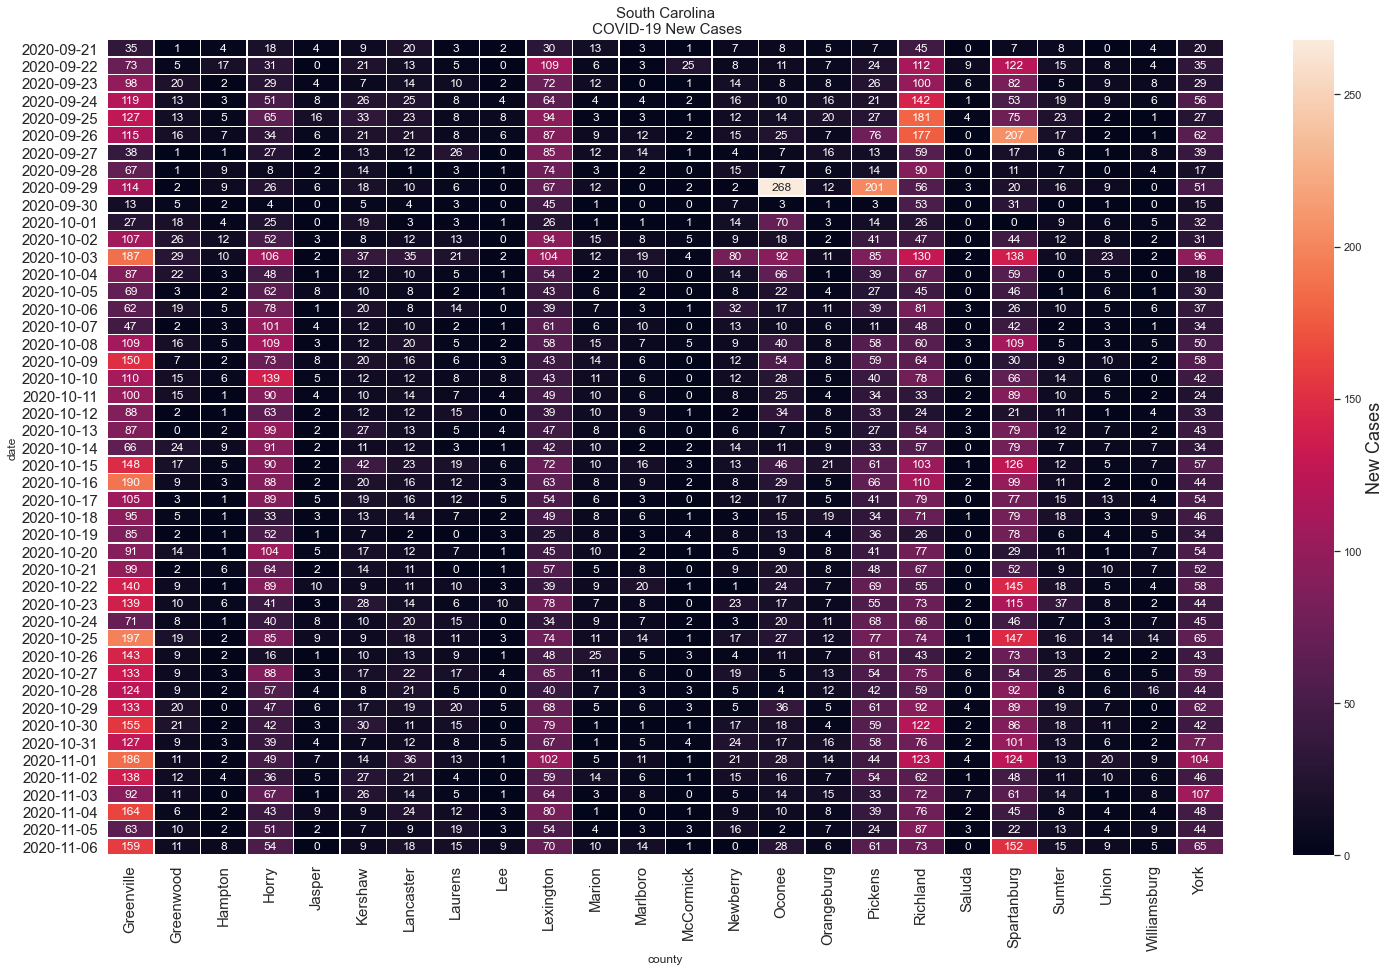 South Carolina
COVID-19 New Cases
2020-09-21 35 1 4 18 4 9 20 3 2 30 13 3 1 7 8 5 7 45 0 7 8 0 4 20
2020-09-22 73 5 17 31 0 21 13 5 0 109 6 3 25 8 11 7 24 112 9 122 15 8 4 35
2020-09-23 98 20 2 29 4 7 14 10 2 72 12 0 1 14 8 8 26 100 6 82 5 9 8 29
2020-09-24 119 13 3 51 8 26 25 8 4 64 4 4 2 16 10 16 21 142 1 53 19 9 6 56
2020-09-25 127 13 5 65 16 33 23 8 8 94 3 3 1 12 14 20 27 181 4 75 23 2 1 27
2020-09-26 115 16 7 34 6 21 21 8 6 87 9 12 2 15 25 7 76 177 2 207 17 2 1 62
2020-09-27 38 1 1 27 2 13 12 26 0 85 12 14 1 4 7 16 13 59 0 17 6 1 8 39
2020-09-28 67 1 9 8 2 14 1 3 1 74 3 2 0 15 7 6 14 90 0 11 7 0 4 17
2020-09-29 114 2 9 26 6 18 10 6 0 67 12 0 2 2 268 12 201 56 3 20 16 9 0 51
2020-09-30 13 5 2 4 0 5 4 3 0 45 1 0 0 7 3 1 3 53 0 31 0 1 0 15
2020-10-01 27 18 4 25 0 19 3 3 1 26 1 1 1 14 70 3 14 26 0 0 9 6 5 32
2020-10-02 107 26 12 52 3 8 12 13 0 94 15 8 5 9 18 2 41 47 0 44 12 8 2 31
2020-10-03 187 29 10 106 2 37 35 21 2 104 12 19 4 80 92 11 85 130 2 138 10 23 2 96
2020-10-04 87 22 3 48 1 12 10 5 1 54 2 10 0 14 66 1 39 67 0 59 0 5 0 18
2020-10-05 69 3 2 62 8 10 8 2 1 43 6 2 0 8 22 4 27 45 0 46 1 6 1 30
2020-10-06 62 19 5 78 1 20 8 14 0 39 7 3 1 32 17 11 39 81 3 26 10 5 6 37
2020-10-07 47 2 3 101 4 12 10 2 1 61 6 10 0 13 10 6 11 48 0 42 2 3 1 34
2020-10-08 109 16 5 109 3 12 20 5 2 58 15 7 5 9 40 8 58 60 3 109 5 3 5 50
2020-10-09 150 7 2 73 8 20 16 6 3 43 14 6 0 12 54 8 59 64 0 30 9 10 2 58
2020-10-10 110 15 6 139 5 12 12 8 8 43 11 6 0 12 28 5 40 78 6 66 14 6 0 42
2020-10-11 100 15 1 90 4 10 14 7 4 49 10 6 0 8 25 4 34 33 2 89 10 5 2 24
2020-10-12 88 2 1 63 2 12 12 15 0 39 10 9 1 2 34 8 33 24 2 21 11 1 4 33
2020-10-13 87 0 2 99 2 27 13 5 4 47 8 6 0 6 7 5 27 54 3 79 12 7 2 43
2020-10-14 66 24 9 91 2 11 12 3 1 42 10 2 2 14 11 9 33 57 0 79 7 7 7 34
2020-10-15 148 17 5 90 2 42 23 19 6 72 10 16 3 13 46 21 61 103 1 126 12 5 7 57
2020-10-16 190 9 3 88 2 20 16 12 3 63 8 9 2 8 29 5 66 110 2 99 11 2 0 44
2020-10-17 105 3 1 89 5 19 16 12 5 54 6 3 0 12 17 5 41 79 0 77 15 13 4 54
2020-10-18 95 5 1 33 3 13 14 7 2 49 8 6 1 3 15 19 34 71 1 79 18 3 9 46
2020-10-19 85 2 1 52 1 7 2 0 3 25 8 3 4 8 13 4 36 26 0 78 6 4 5 34
2020-10-20 91 14 1 104 5 17 12 7 1 45 10 2 1 5 9 8 41 77 0 29 11 1 7 54
2020-10-21 99 2 6 64 2 14 11 0 1 57 5 8 0 9 20 8 48 67 0 52 9 10 7 52
2020-10-22 140 9 1 89 10 9 11 10 3 39 9 20 1 1 24 7 69 55 0 145 18 5 4 58
2020-10-23 139 10 6 41 3 28 14 6 10 78 7 8 0 23 17 7 55 73 2 115 37 8 2 44
2020-10-24 71 8 1 40 8 10 20 15 0 34 9 7 2 3 20 11 68 66 0 46 7 3 7 45
2020-10-25 197 19 2 85 9 9 18 11 3 74 11 14 1 17 27 12 77 74 1 147 16 14 14 65
2020-10-26 143 9 2 16 1 10 13 9 1 48 25 5 3 4 11 7 61 43 2 73 13 2 2 43
2020-10-27 133 9 3 88 3 17 22 17 4 65 11 6 0 19 5 13 54 75 6 54 25 6 5 59
2020-10-28 124 9 2 57 4 8 21 5 0 40 7 3 3 5 4 12 42 59 0 92 8 6 16 44
2020-10-29 133 20 0 47 6 17 19 20 5 68 5 6 3 5 36 5 61 92 4 89 19 7 0 62
2020-10-30 155 21 2 42 3 30 11 15 0 79 1 1 1 17 18 4 59 122 2 86 18 11 2 42
2020-10-31 127 9 3 39 4 7 12 8 5 67 1 5 4 24 17 16 58 76 2 101 13 6 2 77
2020-11-01 186 11 2 49 7 14 36 13 1 102 5 11 1 21 28 14 44 123 4 124 13 20 9 104
2020-11-02 138 12 4 36 5 27 21 4 0 59 14 6 3 15 16 7 54 62 1 48 11 10 6 46
2020-11-03 92 11 0 67 1 26 14 5 1 64 3 8 0 5 14 15 33 72 7 61 14 1 8 107
2020-11-04 164 6 2 43 9 9 24 12 3 80 1 0 1 9 10 8 39 76 2 45 8 4 4 48
2020-11-05 63 10 2 51 2 7 9 19 3 54 4 3 3 16 2 7 24 87 3 22 13 4 9 44
2020-11-06 159 11 8 54 0 9 18 15 9 70 10 14 1 0 28 6 61 73 0 152 15 9 5 65
date
Greenville Greenwood Hampton Horry Jasper Kershaw Lancaster Laurens Lee Lexington Marion Marlboro McCormick Newberry Oconee Orangeburg Pickens Richland Saluda Spartanburg Sumter Union Williamsburg York
county
250
200
150
100
50
0
New Cases